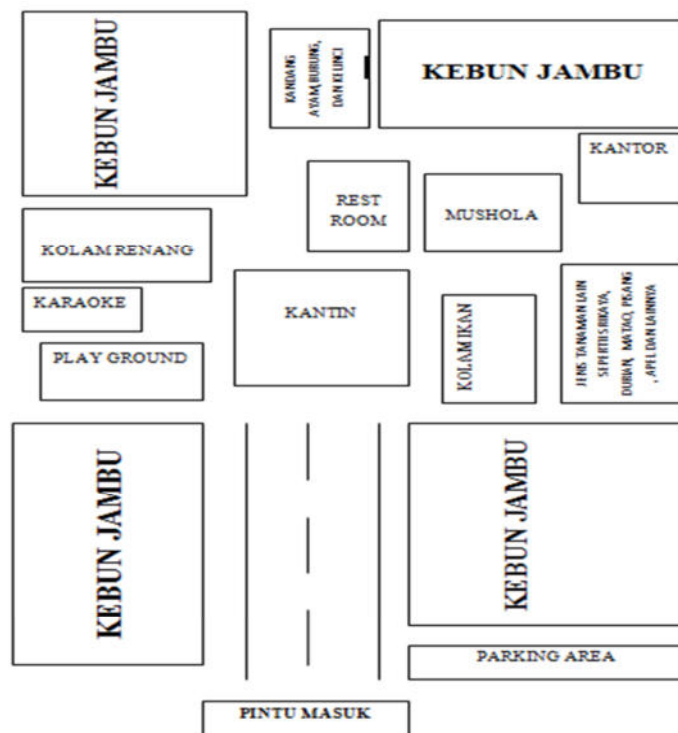 KEBUN JAMBU
KANDANG
AYAM, BURUNG,
DAN KELINCI
KEBUN JAMBU
KANTOR
REST
ROOM
MUSHOLA
KOLAM RENANG
KARAOKE
KANTIN
KOLAM IKAN
JENIS TANAMAN LAIN
SEPERTI SRIKAYA,
DURIAN, MATAO, PISANG
, APEL DAN LAINNYA
PLAY GROUND
KEBUN JAMBU
KEBUN JAMBU
PARKING AREA
PINTU MASUK